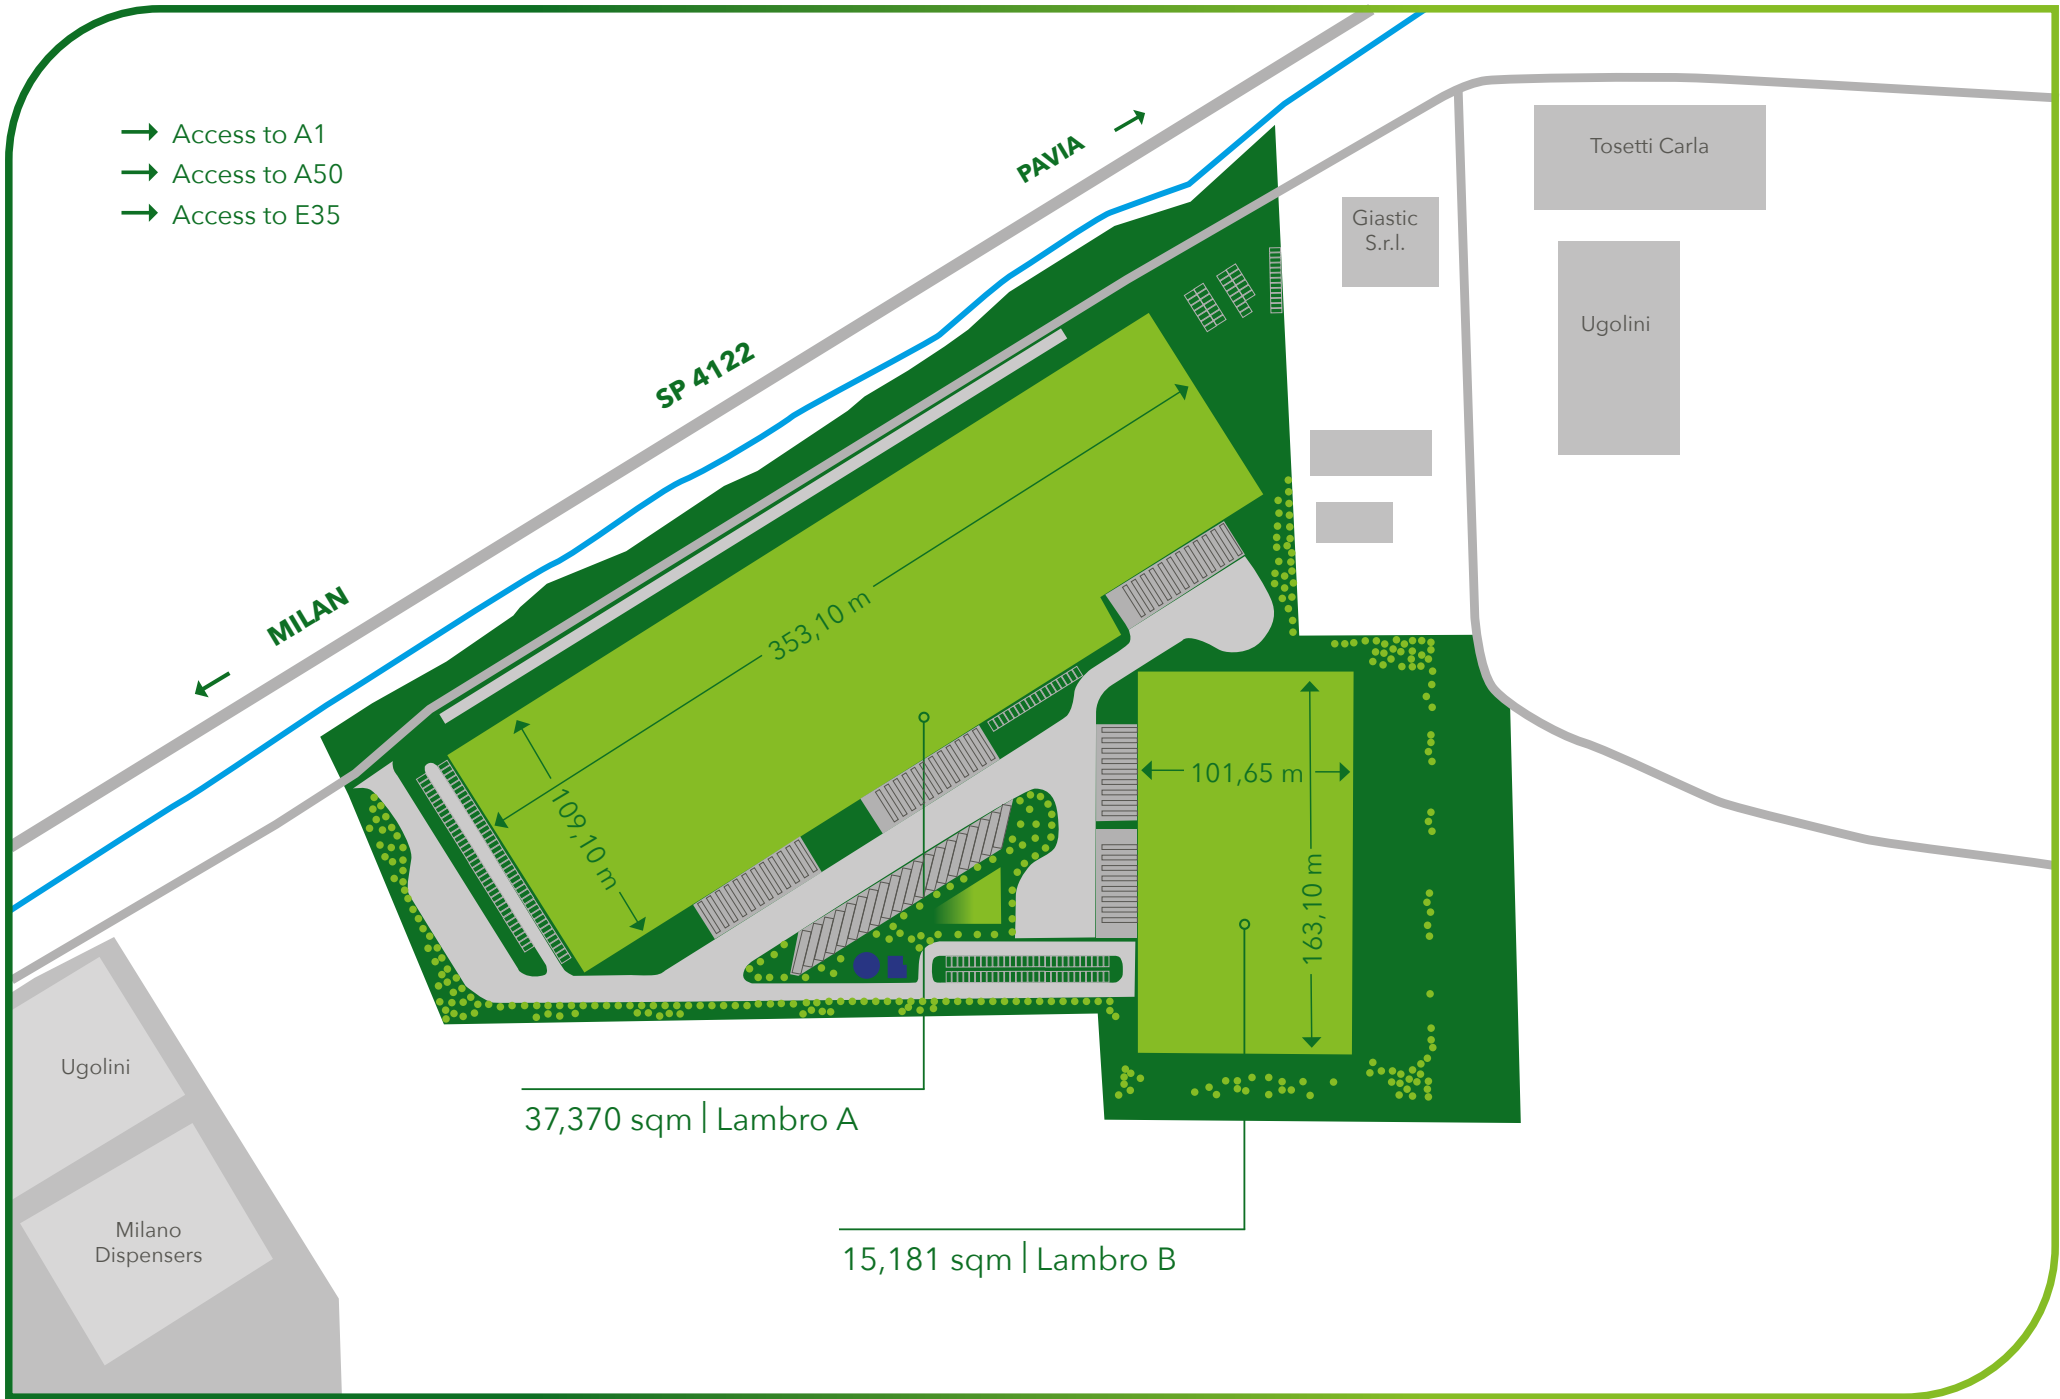 Access to A1
Access to A50
Access to E35
PAVIA
SP 4122
MILAN
Tosetti Carla
Giastic
S.r.l.
Ugolini
353,10 m
109,10 m
101,65 m
163,10 m
Ugolini
Milano
Dispensers
37,370 sqm | Lambro A
15,181 sqm | Lambro B